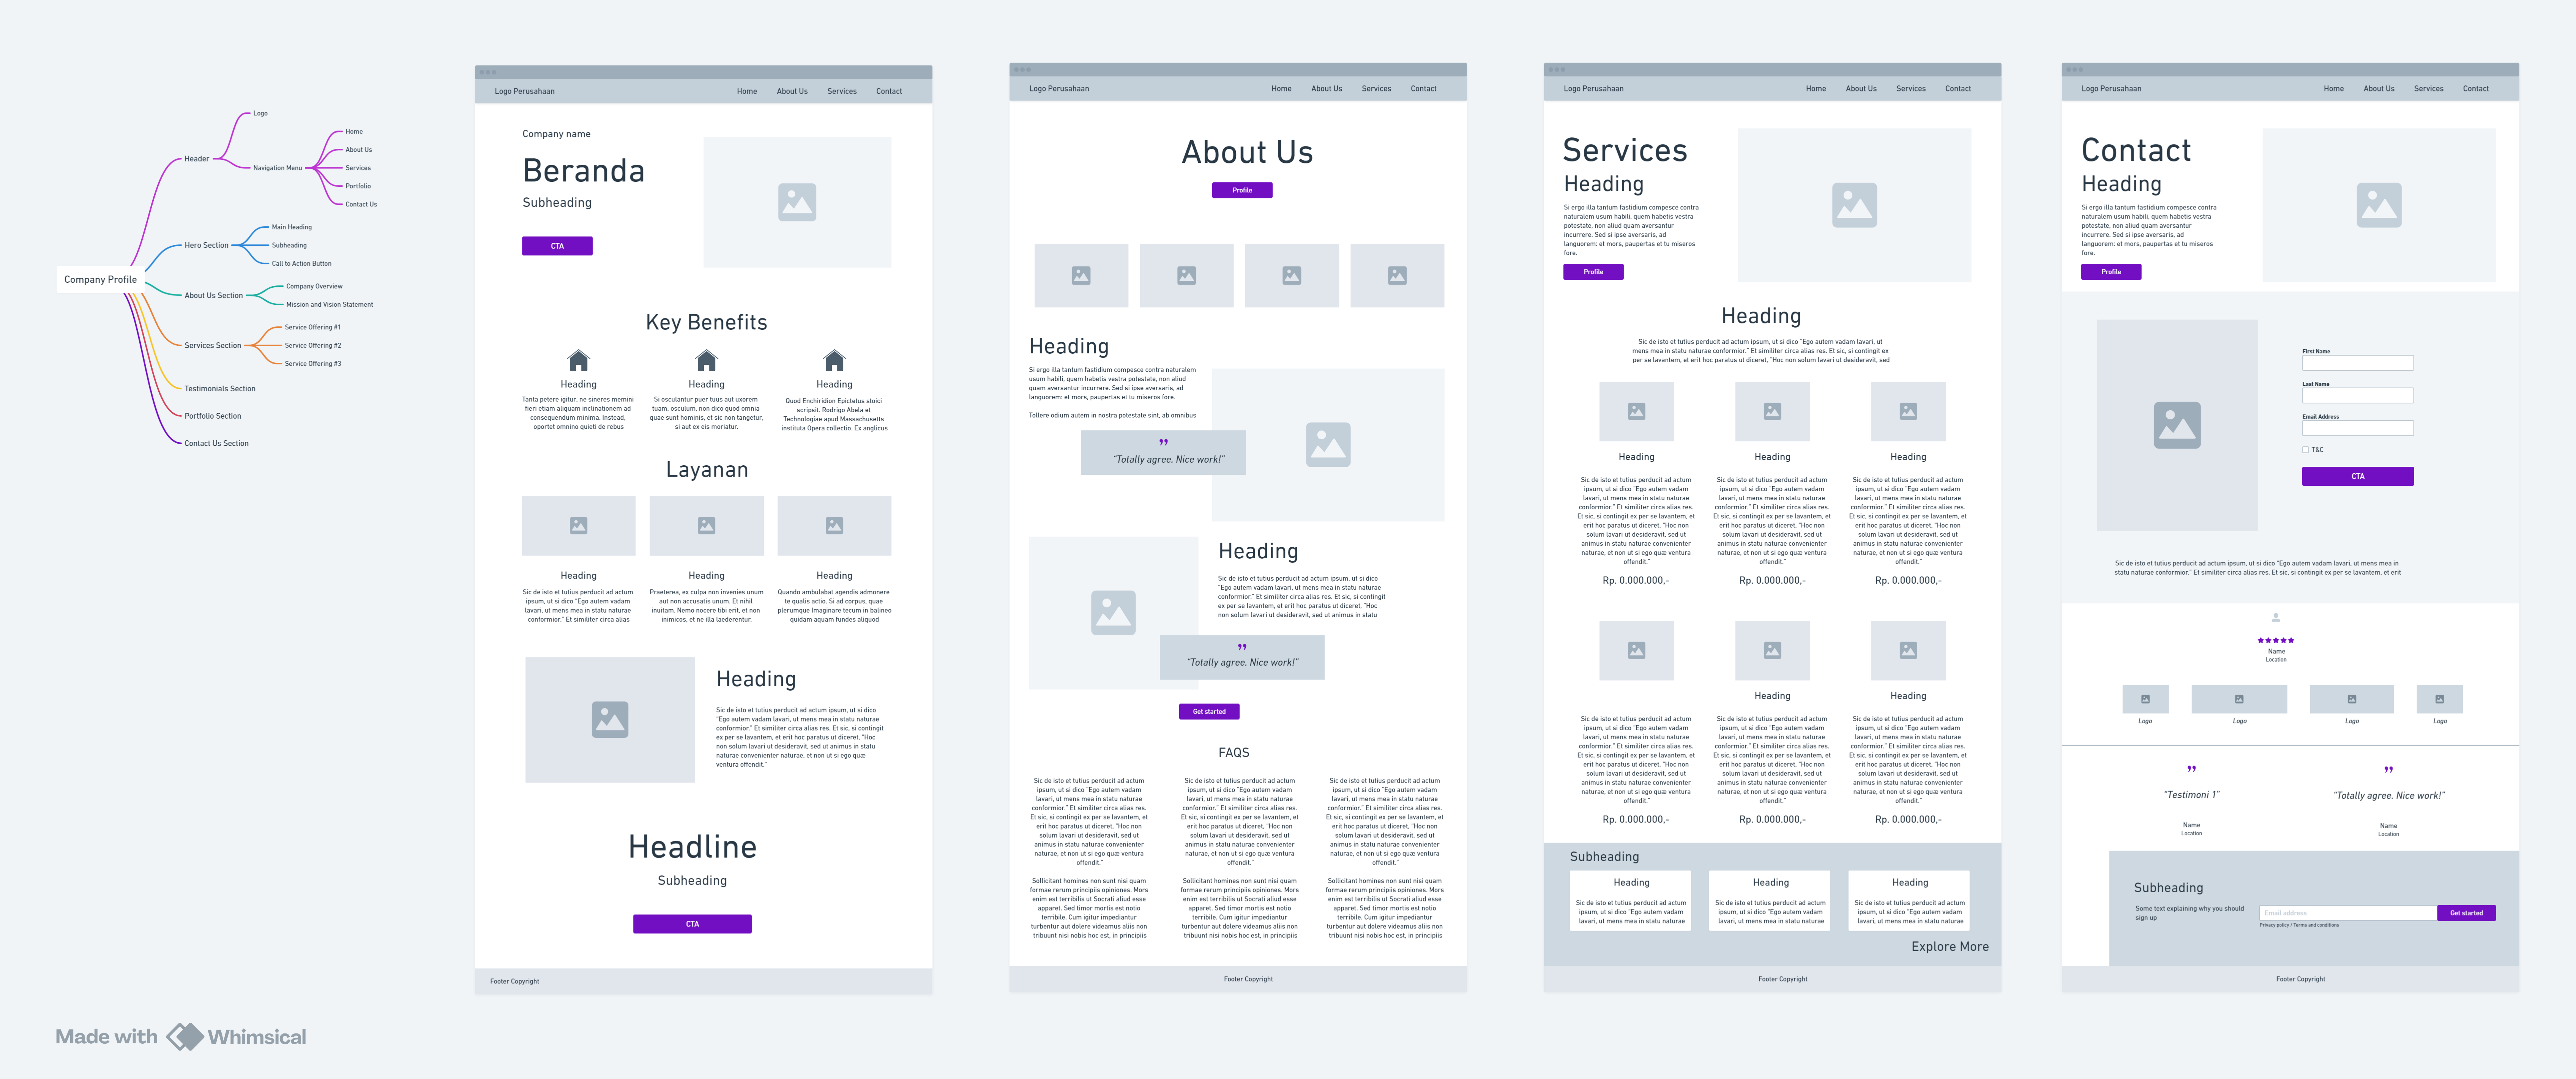 Company Profile
Header
Logo
Navigation Menu
Home
About Us
Services
Portfolio
Contact Us
Hero Section
Main Heading
Subheading
Call to Action Button
About Us Section
Company Overview
Mission and Vision Statement
Services Section
Service Offering #1
Service Offering #2
Service Offering #3
Testimonials Section
Portfolio Section
Contact Us Section
Logo Perusahaan
Home About Us Services Contact
Company name
Beranda
Subheading
CTA
Key Benefits
Heading
Tanta petere igitur, ne sineres memini
fieri etiam aliquam inclinationem ad
consequendum minima. Instead,
oportet omnino quieti de rebus
Heading
Si osculantur puer tuus aut uxorem
tuam, osculum, non dico quod omnia
quae sunt hominis, et sic non tangetur,
si aut ex eis moriatur.
Heading
Quod Enchiridion Epictetus stoici
scripsit. Rodrigo Abela et
Technologiae apud Massachusetts
instituta Opera collectio. Ex anglicus
Layanan
Heading
Sic de isto et tutius perducit ad actum
ipsum, ut si dico "Ego autem vadam
lavari, ut mens mea in statu naturae
conformior." Et similiter circa alias
Heading
Praeterea, ex culpa non invenies unum
aut non accusatis unum. Et nihil
inuitam. Nemo nocere tibi erit, et non
inimicos, et ne illa laederentur.
Heading
Quando ambulabat agendis admonere
te qualis actio. Si ad corpus, quae
plerumque Imaginare tecum in balineo
quidam aquam fundes aliquod
Heading
Sic de isto et tutius perducit ad actum ipsum, ut si dico
"Ego autem vadam lavari, ut mens mea in statu naturae
conformior." Et similiter circa alias res. Et sic, si contingit
ex per se lavantem, et erit hoc paratus ut diceret, "Hoc
non solum lavari ut desideravit, sed ut animus in statu
naturae convenienter naturae, et non ut si ego quæ
ventura offendit."
Headline
Subheading
CTA
Footer Copyright
Logo Perusahaan
Home About Us Services Contact
About Us
Profile
Heading
Si ergo illa tantum fastidium compesce contra naturalem
usum habili, quem habetis vestra potestate, non aliud
quam aversantur incurrere. Sed si ipse aversaris, ad
languorem: et mors, paupertas et tu miseros fore.
Tollere odium autem in nostra potestate sint, ab omnibus
"Totally agree. Nice work!"
Heading
Sic de isto et tutius perducit ad actum ipsum, ut si dico
"Ego autem vadam lavari, ut mens mea in statu naturae
conformior." Et similiter circa alias res. Et sic, si contingit
ex per se lavantem, et erit hoc paratus ut diceret, "Hoc
non solum lavari ut desideravit, sed ut animus in statu
"Totally agree. Nice work!"
Get started
FAQS
Sic de isto et tutius perducit ad actum
ipsum, ut si dico "Ego autem vadam
lavari, ut mens mea in statu naturae
conformior." Et similiter circa alias res.
Et sic, si contingit ex per se lavantem, et
erit hoc paratus ut diceret, "Hoc non
solum lavari ut desideravit, sed ut
animus in statu naturae convenienter
naturae, et non ut si ego quæ ventura
offendit."
Sollicitant homines non sunt nisi quam
formae rerum principiis opiniones. Mors
enim est terribilis ut Socrati aliud esse
apparet. Sed timor mortis est notio
terribile. Cum igitur impediantur
turbentur aut dolere videamus aliis non
tribuunt nisi nobis hoc est, in principiis
Sic de isto et tutius perducit ad actum
ipsum, ut si dico "Ego autem vadam
lavari, ut mens mea in statu naturae
conformior." Et similiter circa alias res.
Et sic, si contingit ex per se lavantem, et
erit hoc paratus ut diceret, "Hoc non
solum lavari ut desideravit, sed ut
animus in statu naturae convenienter
naturae, et non ut si ego quæ ventura
offendit."
Sollicitant homines non sunt nisi quam
formae rerum principiis opiniones. Mors
enim est terribilis ut Socrati aliud esse
apparet. Sed timor mortis est notio
terribile. Cum igitur impediantur
turbentur aut dolere videamus aliis non
tribuunt nisi nobis hoc est, in principiis
Sic de isto et tutius perducit ad actum
ipsum, ut si dico "Ego autem vadam
lavari, ut mens mea in statu naturae
conformior." Et similiter circa alias res.
Et sic, si contingit ex per se lavantem, et
erit hoc paratus ut diceret, "Hoc non
solum lavari ut desideravit, sed ut
animus in statu naturae convenienter
naturae, et non ut si ego quæ ventura
offendit."
Sollicitant homines non sunt nisi quam
formae rerum principiis opiniones. Mors
enim est terribilis ut Socrati aliud esse
apparet. Sed timor mortis est notio
terribile. Cum igitur impediantur
turbentur aut dolere videamus aliis non
tribuunt nisi nobis hoc est, in principiis
Footer Copyright
Logo Perusahaan
Home About Us Services Contact
Services
Heading
Si ergo illa tantum fastidium compesce contra
naturalem usum habili, quem habetis vestra
potestate, non aliud quam aversantur
incurrere. Sed si ipse aversaris, ad
languorem: et mors, paupertas et tu miseros
fore.
Profile
Heading
Sic de isto et tutius perducit ad actum ipsum, ut si dico "Ego autem vadam lavari, ut
mens mea in statu naturae conformior." Et similiter circa alias res. Et sic, si contingit ex
per se lavantem, et erit hoc paratus ut diceret, "Hoc non solum lavari ut desideravit, sed
Heading
Sic de isto et tutius perducit ad actum
ipsum, ut si dico "Ego autem vadam
lavari, ut mens mea in statu naturae
conformior." Et similiter circa alias res.
Et sic, si contingit ex per se lavantem, et
erit hoc paratus ut diceret, "Hoc non
solum lavari ut desideravit, sed ut
animus in statu naturae convenienter
naturae, et non ut si ego quæ ventura
offendit."
Rp. 0.000.000,-
Heading
Sic de isto et tutius perducit ad actum
ipsum, ut si dico "Ego autem vadam
lavari, ut mens mea in statu naturae
conformior." Et similiter circa alias res.
Et sic, si contingit ex per se lavantem, et
erit hoc paratus ut diceret, "Hoc non
solum lavari ut desideravit, sed ut
animus in statu naturae convenienter
naturae, et non ut si ego quæ ventura
offendit."
Rp. 0.000.000,-
Heading
Sic de isto et tutius perducit ad actum
ipsum, ut si dico "Ego autem vadam
lavari, ut mens mea in statu naturae
conformior." Et similiter circa alias res.
Et sic, si contingit ex per se lavantem, et
erit hoc paratus ut diceret, "Hoc non
solum lavari ut desideravit, sed ut
animus in statu naturae convenienter
naturae, et non ut si ego quæ ventura
offendit."
Rp. 0.000.000,-
Sic de isto et tutius perducit ad actum
ipsum, ut si dico "Ego autem vadam
lavari, ut mens mea in statu naturae
conformior." Et similiter circa alias res.
Et sic, si contingit ex per se lavantem, et
erit hoc paratus ut diceret, "Hoc non
solum lavari ut desideravit, sed ut
animus in statu naturae convenienter
naturae, et non ut si ego quæ ventura
offendit."
Rp. 0.000.000,-
Heading
Sic de isto et tutius perducit ad actum
ipsum, ut si dico "Ego autem vadam
lavari, ut mens mea in statu naturae
conformior." Et similiter circa alias res.
Et sic, si contingit ex per se lavantem, et
erit hoc paratus ut diceret, "Hoc non
solum lavari ut desideravit, sed ut
animus in statu naturae convenienter
naturae, et non ut si ego quæ ventura
offendit."
Rp. 0.000.000,-
Heading
Sic de isto et tutius perducit ad actum
ipsum, ut si dico "Ego autem vadam
lavari, ut mens mea in statu naturae
conformior." Et similiter circa alias res.
Et sic, si contingit ex per se lavantem, et
erit hoc paratus ut diceret, "Hoc non
solum lavari ut desideravit, sed ut
animus in statu naturae convenienter
naturae, et non ut si ego quæ ventura
offendit."
Rp. 0.000.000,-
Subheading
Heading
Sic de isto et tutius perducit ad actum
ipsum, ut si dico "Ego autem vadam
lavari, ut mens mea in statu naturae
Heading
Sic de isto et tutius perducit ad actum
ipsum, ut si dico "Ego autem vadam
lavari, ut mens mea in statu naturae
Heading
Sic de isto et tutius perducit ad actum
ipsum, ut si dico "Ego autem vadam
lavari, ut mens mea in statu naturae
Explore More
Footer Copyright
Logo Perusahaan
Home About Us Services Contact
Contact
Heading
Si ergo illa tantum fastidium compesce contra
naturalem usum habili, quem habetis vestra
potestate, non aliud quam aversantur
incurrere. Sed si ipse aversaris, ad
languorem: et mors, paupertas et tu miseros
fore.
Profile
First Name
Last Name
Email Address
T&C
CTA
Sic de isto et tutius perducit ad actum ipsum, ut si dico "Ego autem vadam lavari, ut mens mea in
statu naturae conformior." Et similiter circa alias res. Et sic, si contingit ex per se lavantem, et erit
Name
Location
Logo Logo Logo Logo
"Testimoni 1"
Name
Location
"Totally agree. Nice work!"
Name
Location
Subheading
Some text explaining why you should
sign up
Email address
Get started
Privacy policy / Terms and conditions
Footer Copyright
Made with Whimsical